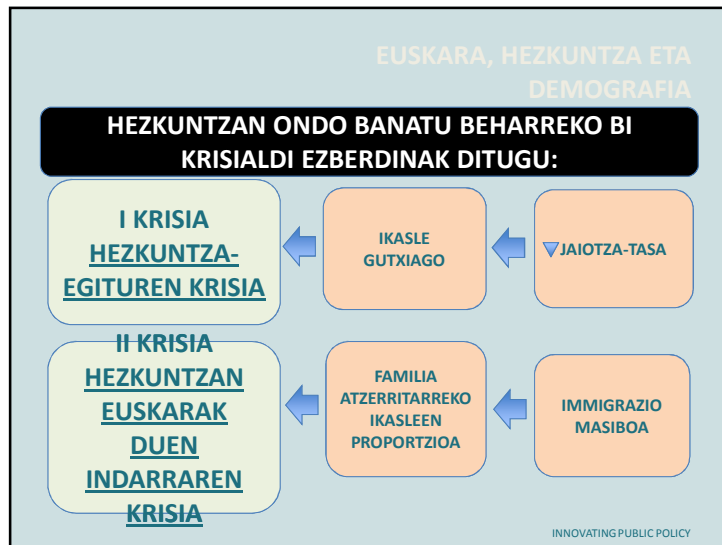 EUSKARA, HEZKUNTZA ETA
DEMOGRAFIA
HEZKUNTZAN ONDO BANATU BEHARREKO BI
KRISIALDI EZBERDINAK DITUGU:
I KRISIA
HEZKUNTZA-
EGITUREN KRISIA
IKASLE
GUTXIAGO
JAIOTZA-TASA
II KRISIA
HEZKUNTZAN
EUSKARAK
DUEN
INDARRAREN
KRISIA
FAMILIA
ATZERRITARREKO
IKASLEEN
PROPORTZIOA
IMMIGRAZIO
MASIBOA
INNOVATING PUBLIC POLICY